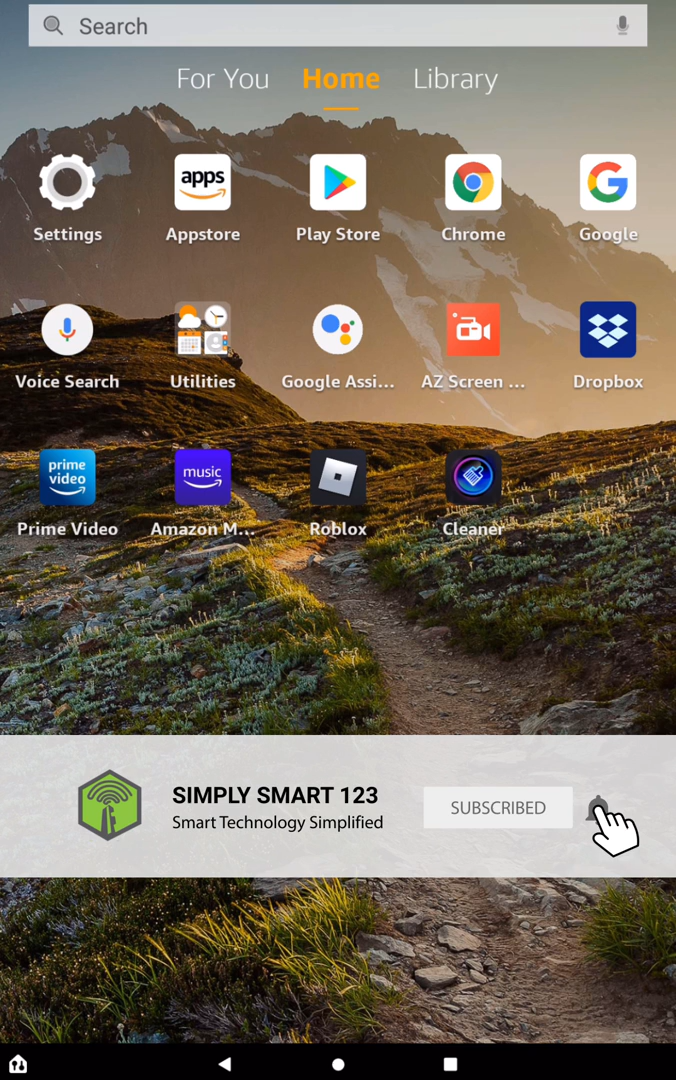 Search
For You Home Library
apps
Settings Appstore Play Store Chrome Google
Voice Search Utilities Google Assi... AZ Screen ... Dropbox
prime
video
music
Prime Video Amazon M... Roblox Cleaner
SIMPLY SMART 123
Smart Technology Simplified
SUBSCRIBED